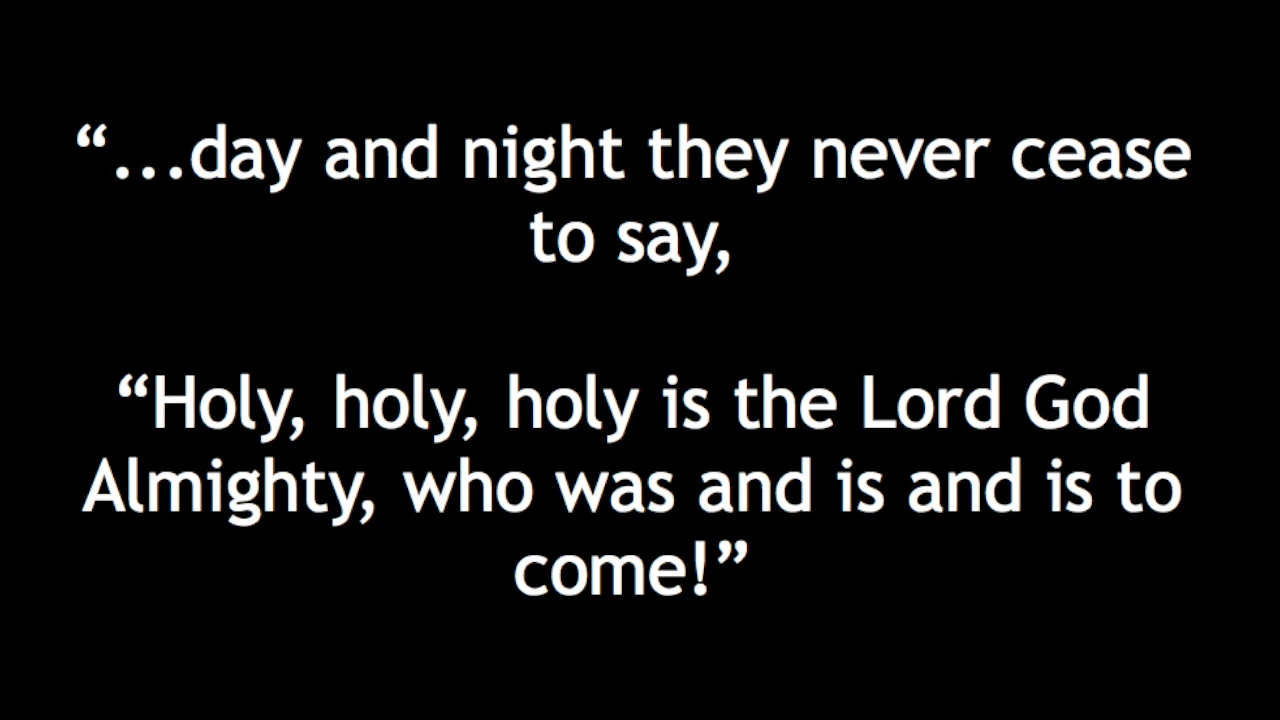 “...day and night they never cease
to say,
“Holy, holy, holy is the Lord God
Almighty, who was and is and is to
come!”